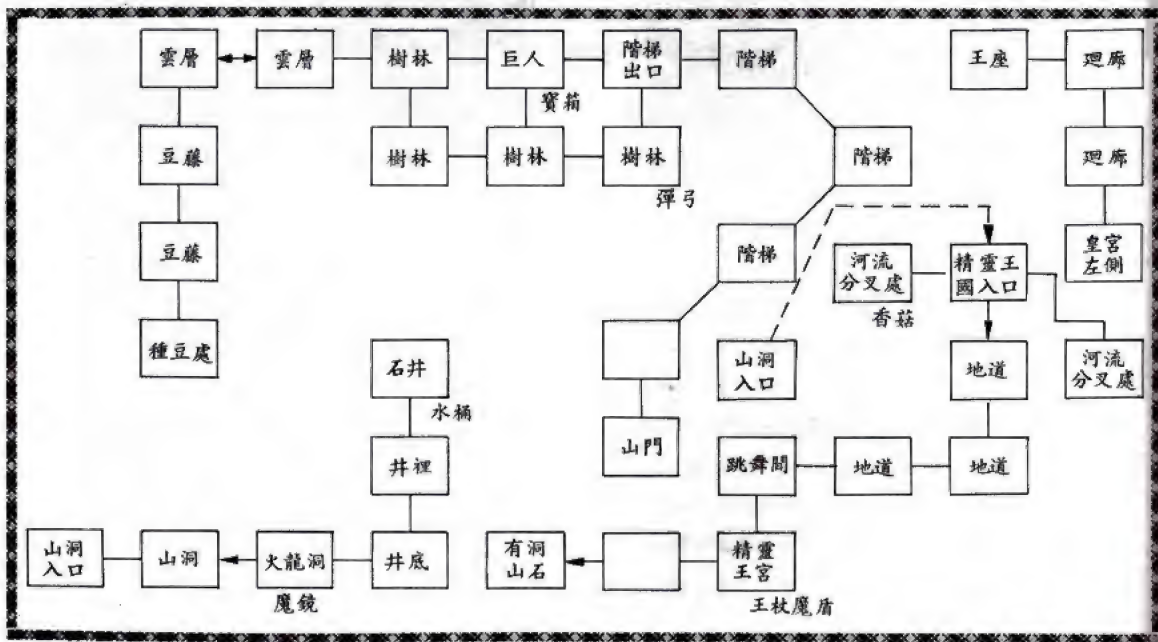 雲層
雲層
樹林
巨人
階梯
出口
階梯
王座
廻廊
寶箱
豆藤
樹林
樹林
樹林
階梯
廻廊
彈弓
豆藤
階梯
河流
分叉處
精靈王
國入口
皇宮
左側
香菇
種豆處
石井
山洞
入口
地道
河流
分叉處
水桶
井裡
山門
跳舞間
地道
地道
山洞
入口
山洞
火龍洞
井底
有洞
山石
精靈
王宮
魔鏡
王杖魔盾